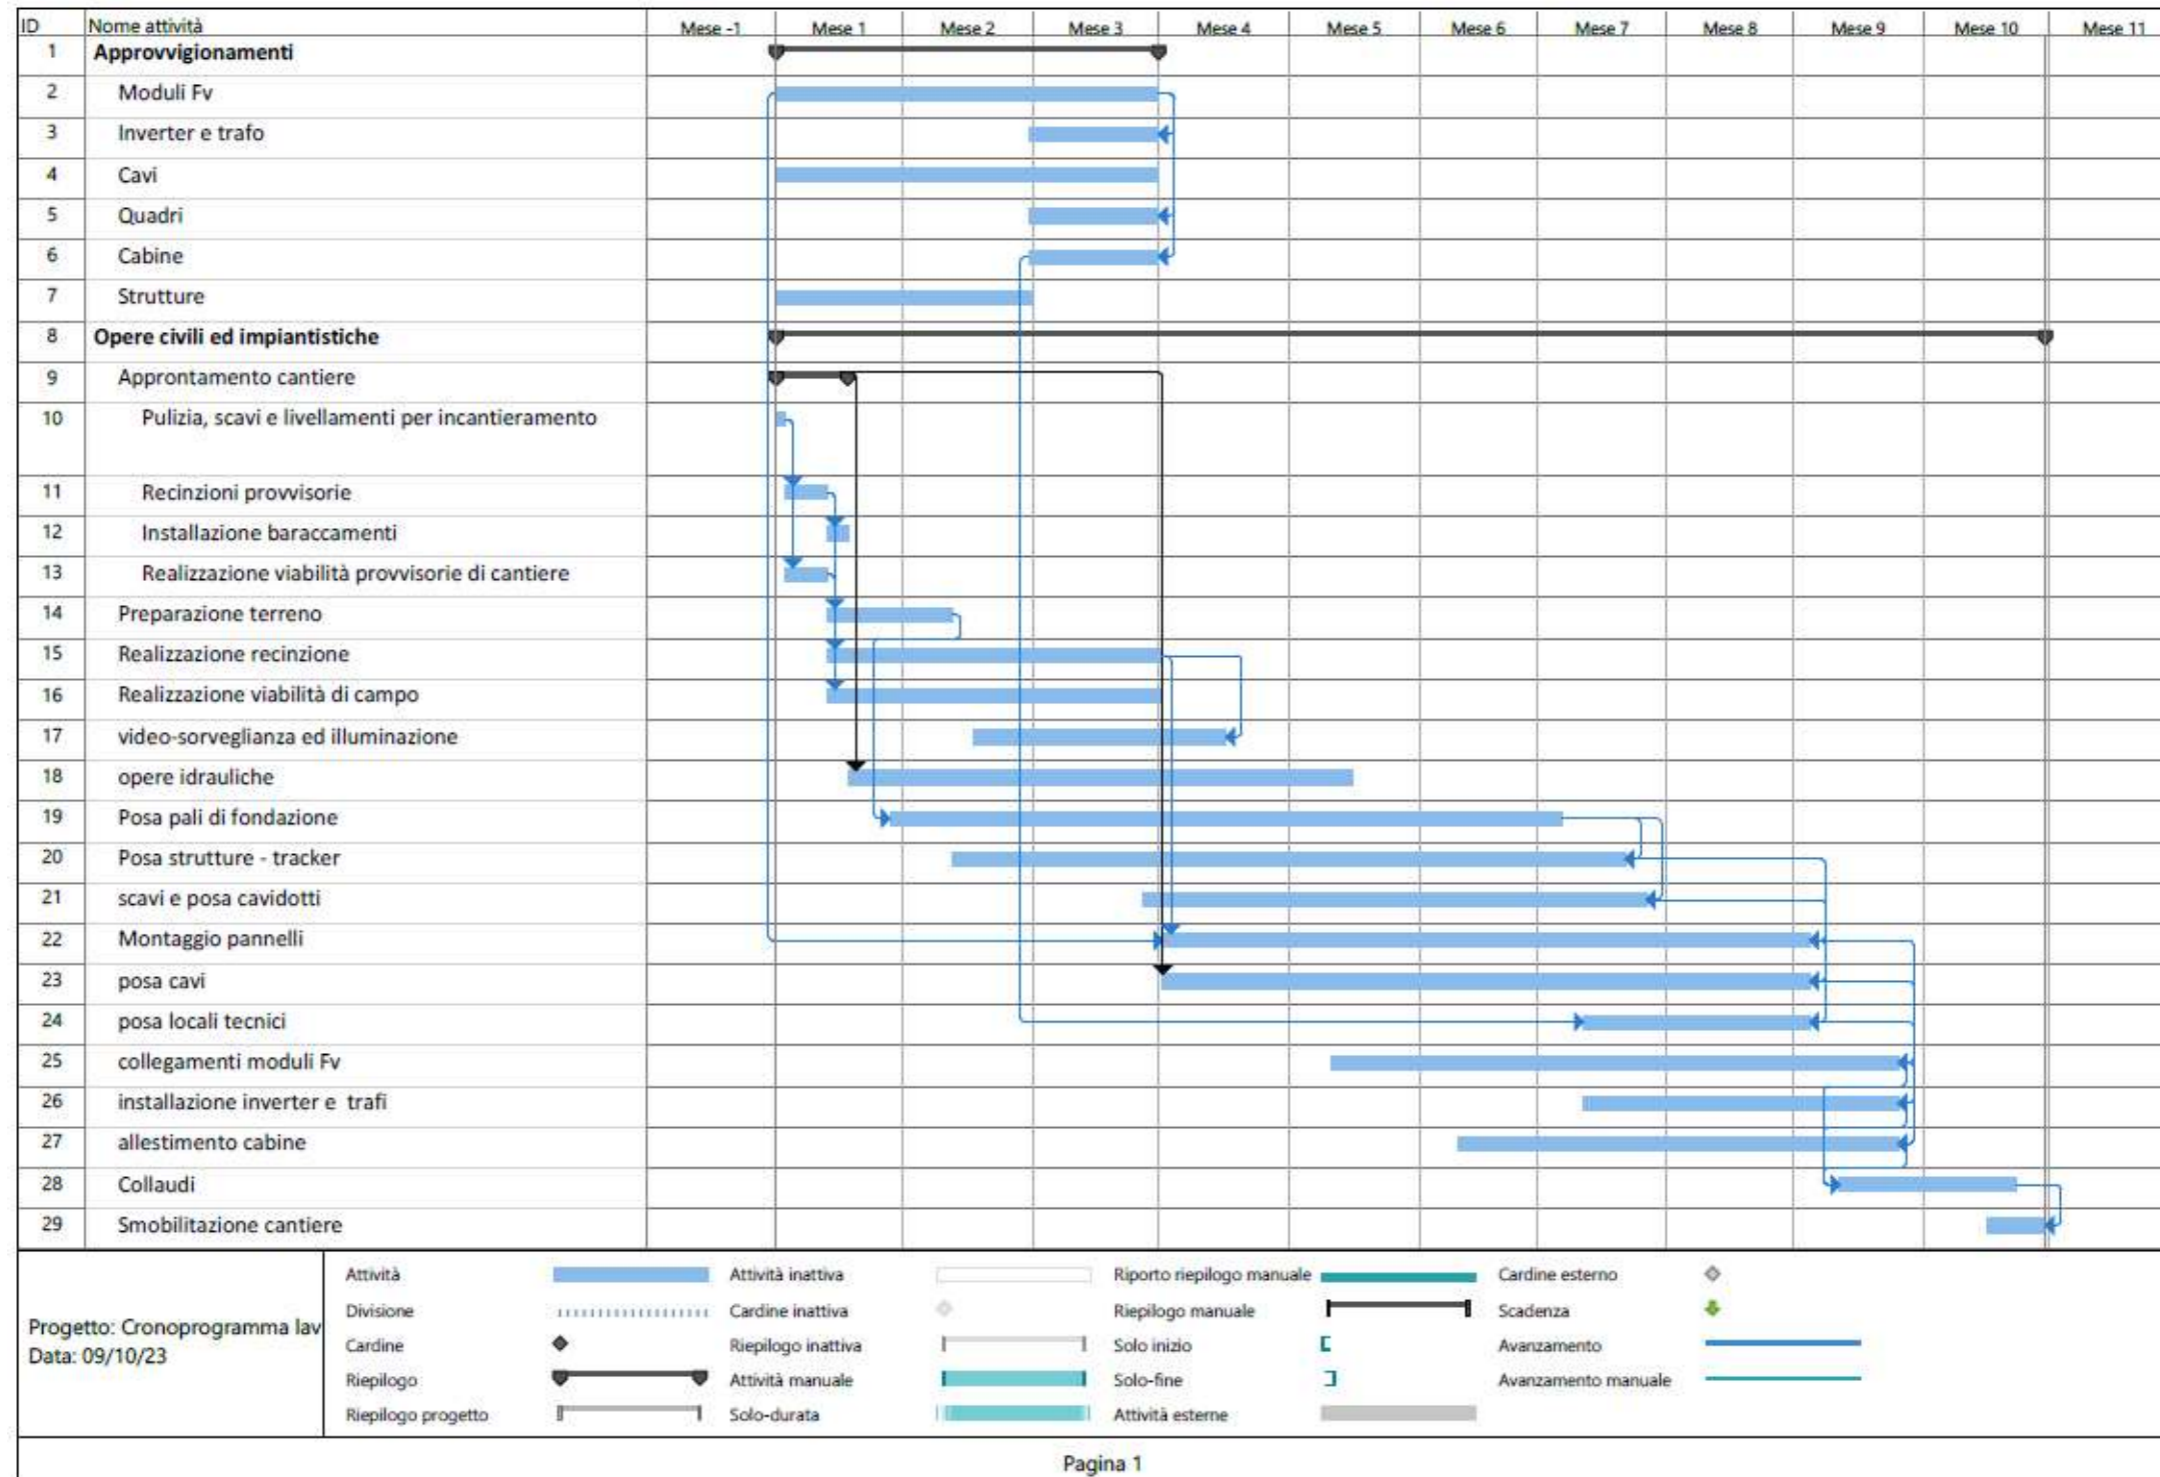 ID Nome attività Mese -1 Mese 1 Mese 2 Mese 3 Mese 4 Mese 5 Mese 6 Mese 7 Mese 8 Mese 9 Mese 10 Mese 11
1 Approvvigionamenti
2 Moduli Fv
3 Inverter e trafo
4 Cavi
5 Quadri
6 Cabine
7 Strutture
8 Opere civili ed impiantistiche
9 Approntamento cantiere
10 Pulizia, scavi e livellamenti per incantieramento
11 Recinzioni provvisorie
12 Installazione baraccamenti
13 Realizzazione viabilità provvisorie di cantiere
14 Preparazione terreno
15 Realizzazione recinzione
16 Realizzazione viabilità di campo
17 video-sorveglianza ed illuminazione
18 opere idrauliche
19 Posa pali di fondazione
20 Posa strutture - tracker
21 scavi e posa cavidotti
22 Montaggio pannelli
23 posa cavi
24 posa locali tecnici
25 collegamenti moduli Fv
26 installazione inverter e trafi
27 allestimento cabine
28 Collaudi
29 Smobilitazione cantiere
Progetto: Cronoprogramma lav
Data: 09/10/23
Attività Attività inattiva Riporto riepilogo manuale Cardine esterno
Divisione Cardine inattiva Riepilogo manuale Scadenza
Cardine Riepilogo inattiva Solo inizio Avanzamento
Riepilogo Attività manuale Solo-fine Avanzamento manuale
Riepilogo progetto Solo-durata Attività esterne
Pagina 1